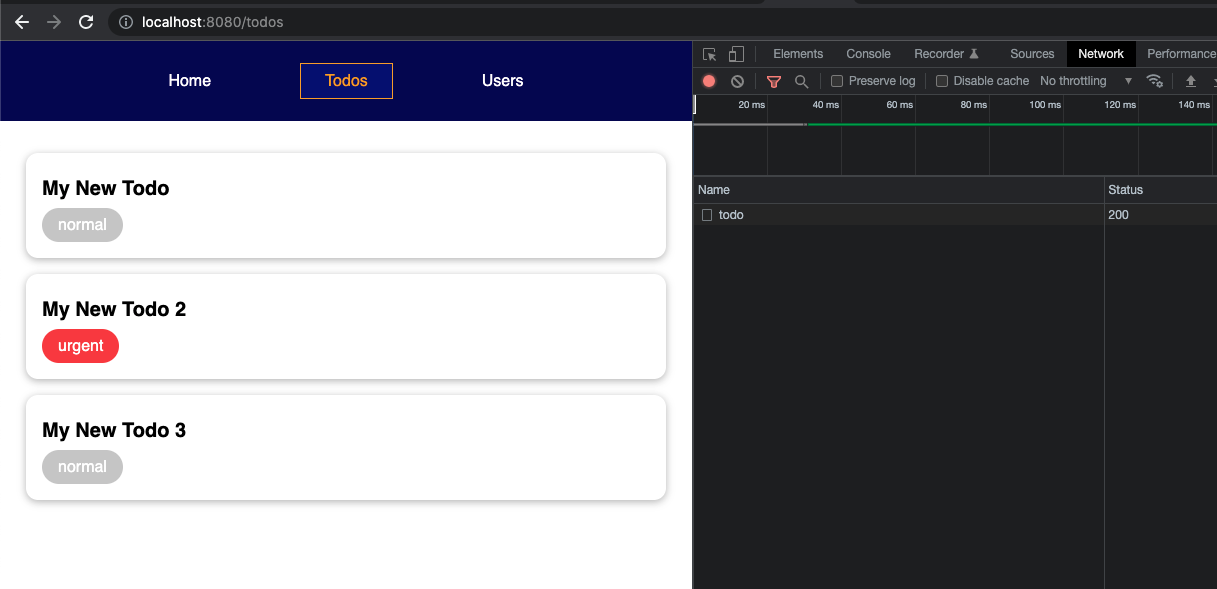 localhost:8080/todos
Home Todos Users
My New Todo
normal
My New Todo 2
urgent
My New Todo 3
normal
Elements Console Recorder Sources Network Performance
Preserve log Disable cache No throttling
20 ms 40 ms 60 ms 80 ms 100 ms 120 ms 140 ms
Name Status
todo 200